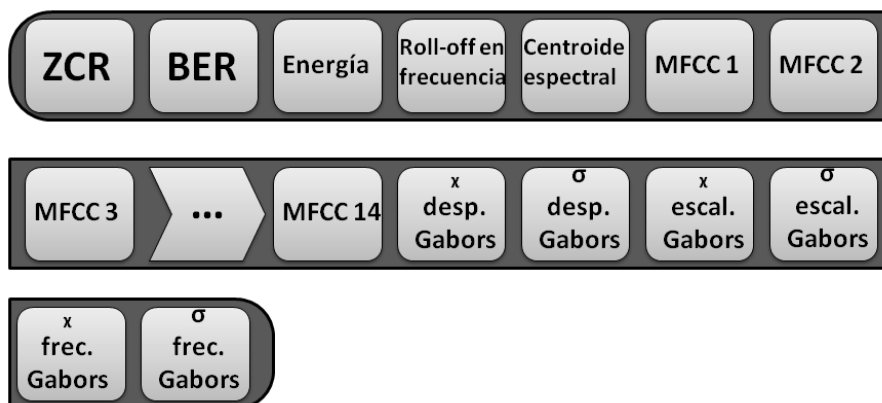 ZCR
BER
Energía
Roll-off en
frecuencia
Centroide
espectral
MFCC 1
MFCC 2
MFCC 3
...
MFCC 14
x
desp.
Gabors
σ
desp.
Gabors
x
escal.
Gabors
σ
escal.
Gabors
x
frec.
Gabors
σ
frec.
Gabors